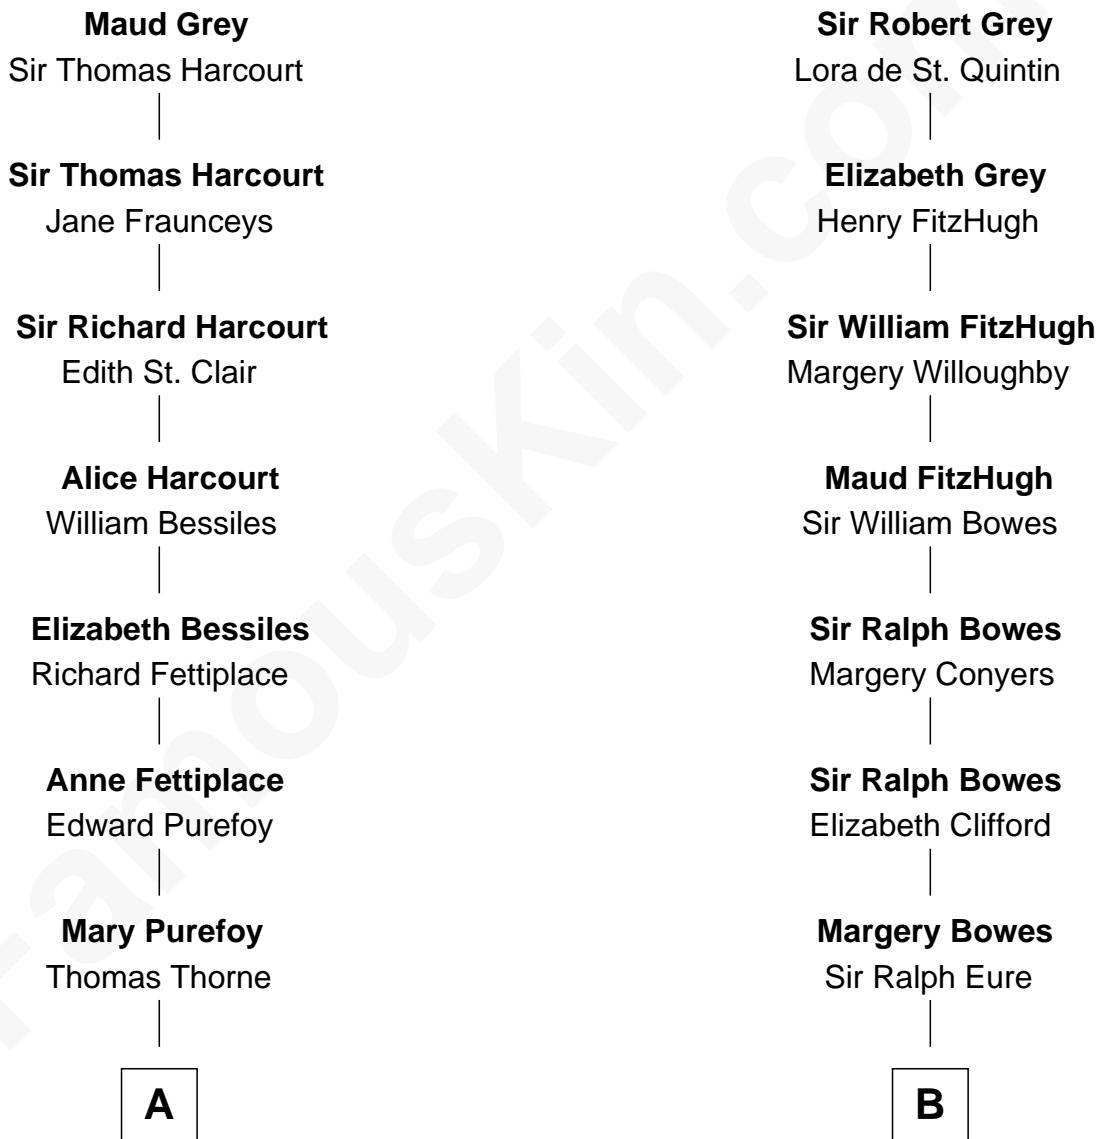 Maud Grey
Sir Thomas Harcourt
Sir Thomas Harcourt
Jane Fraunceys
Sir Richard Harcourt
Edith St. Clair
Alice Harcourt
William Bessiles
Elizabeth Bessiles
Richard Fettiplace
Anne Fettiplace
Edward Purefoy
Mary Purefoy
Thomas Thorne
A
Sir Robert Grey
Lora de St. Quintin
Elizabeth Grey
Henry FitzHugh
Sir William FitzHugh
Margery Willoughby
Maud FitzHugh
Sir William Bowes
Sir Ralph Bowes
Margery Conyers
Sir Ralph Bowes
Elizabeth Clifford
Margery Bowes
Sir Ralph Eure
B
FamousKin.com